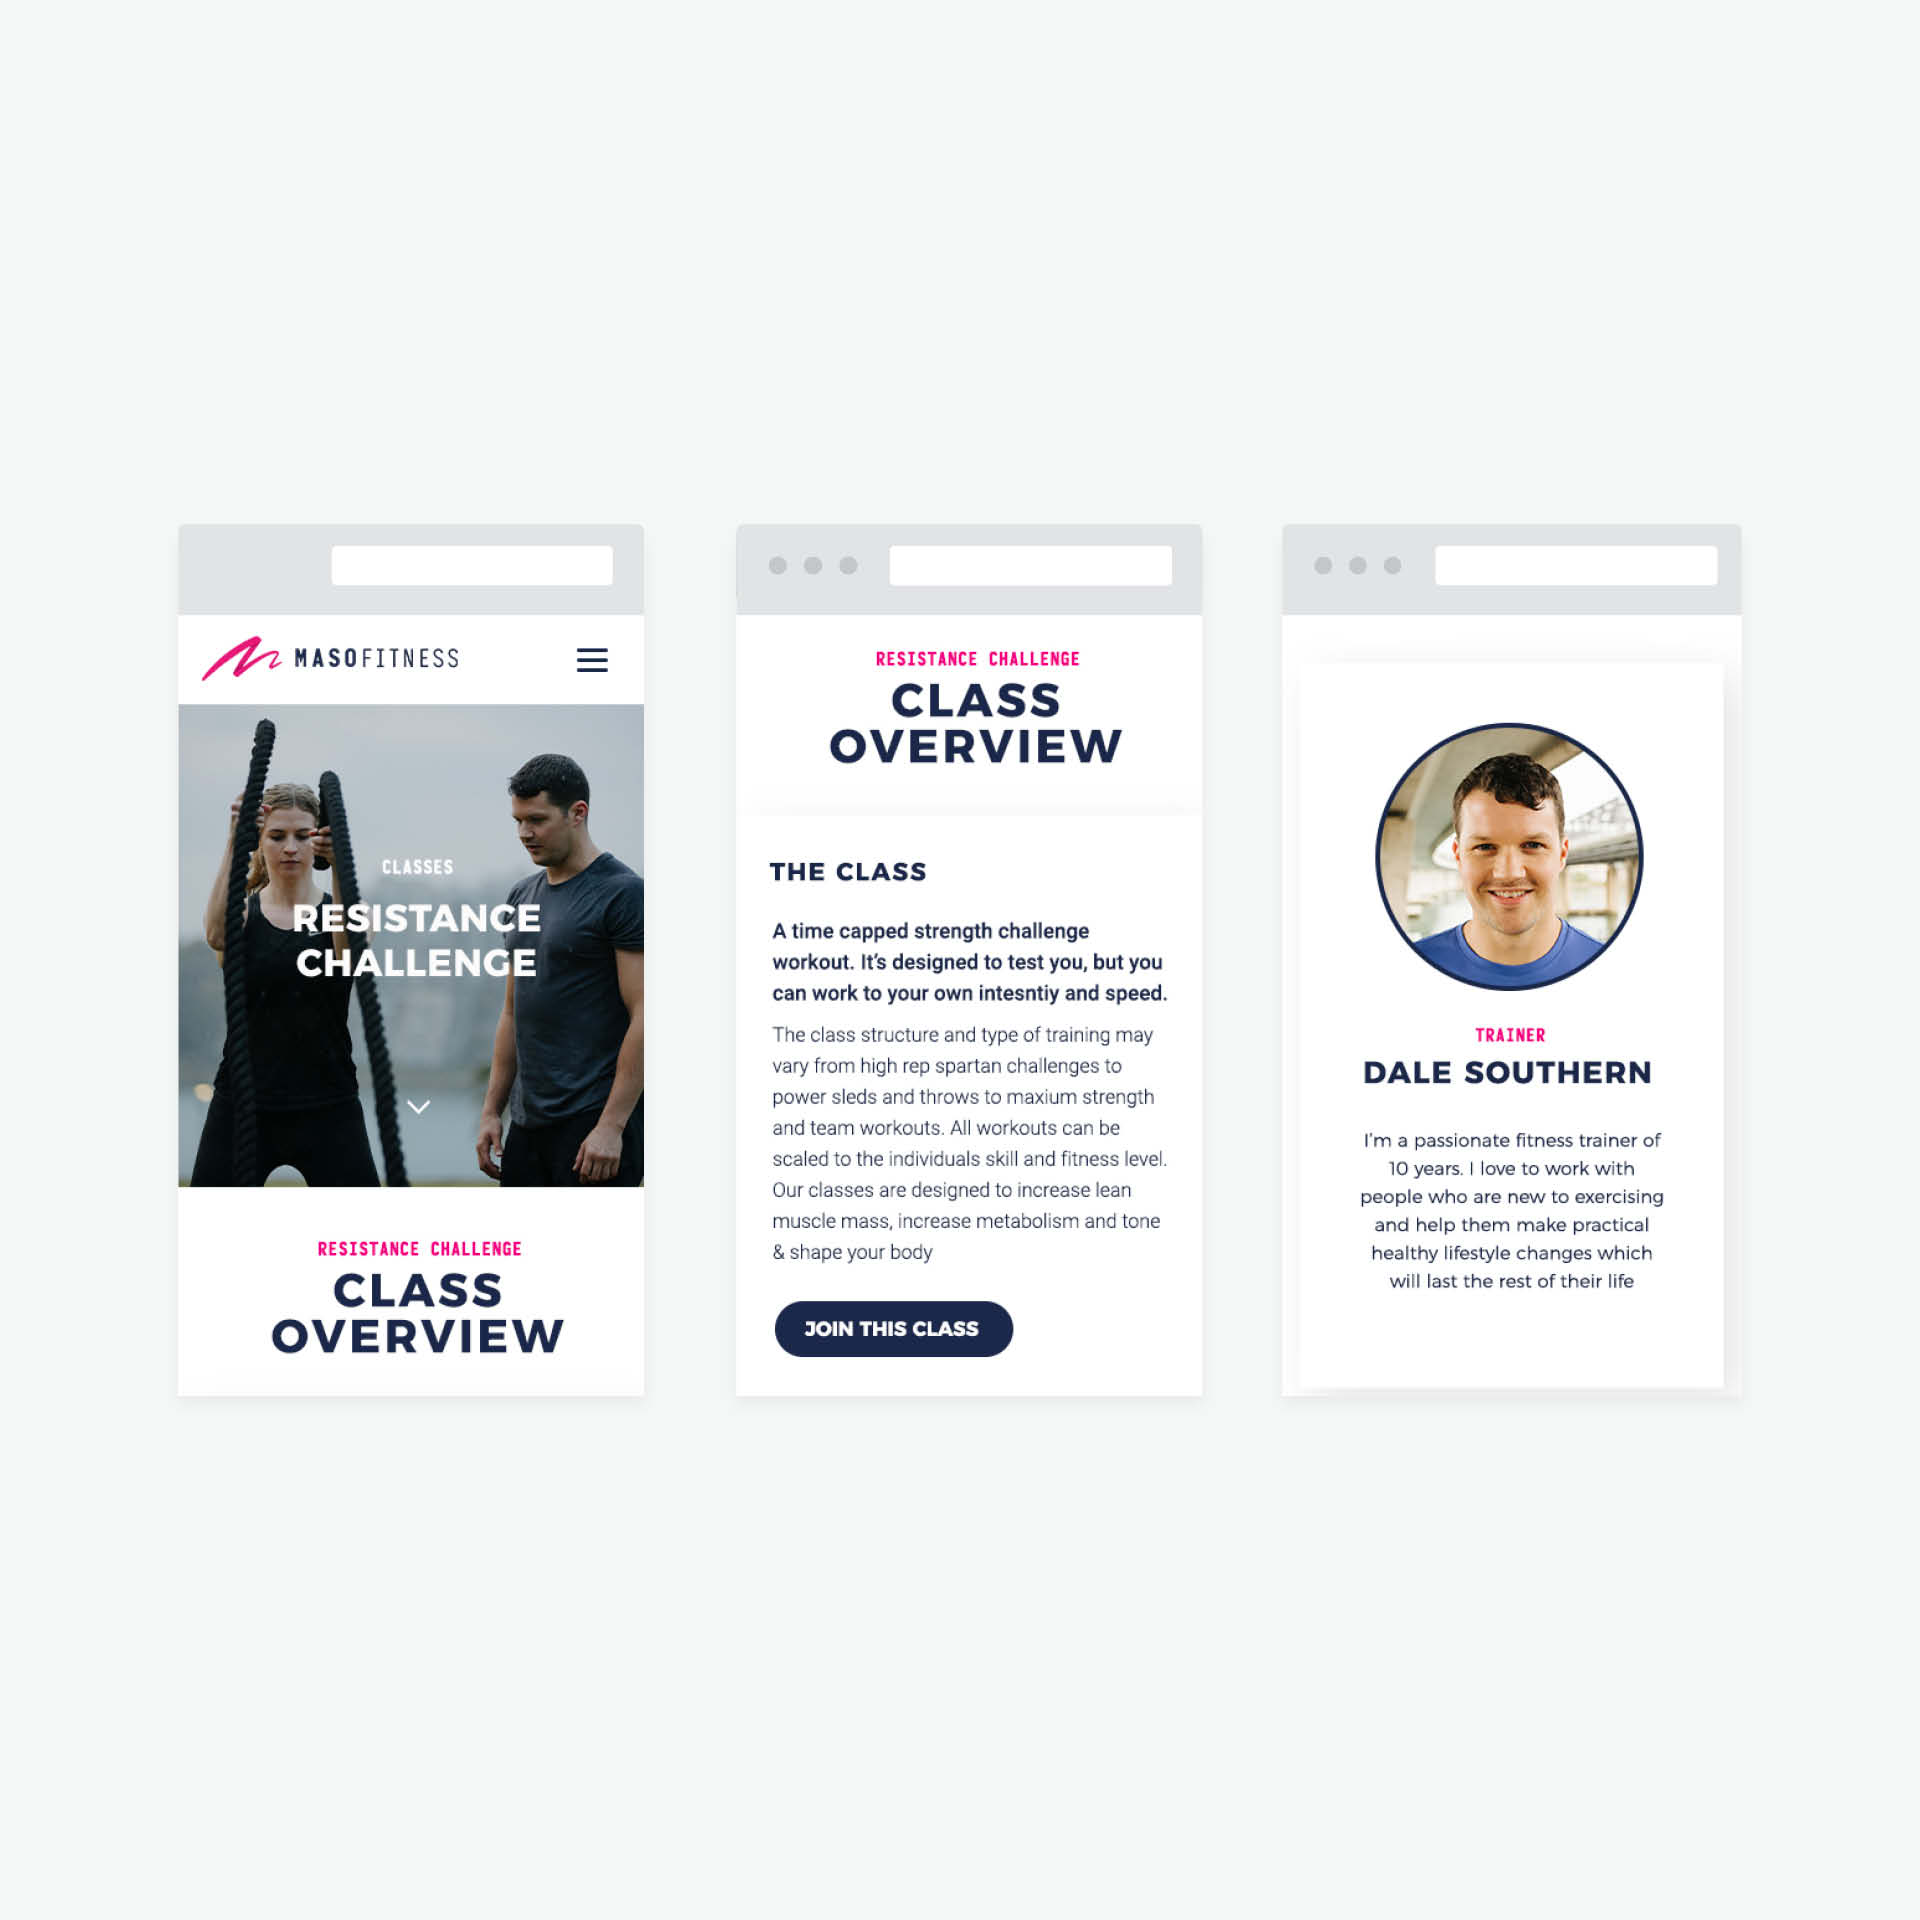 MASOFITNESS
CLASSES
RESISTANCE
CHALLENGE
RESISTANCE CHALLENGE
CLASS
OVERVIEW
RESISTANCE CHALLENGE
CLASS
OVERVIEW
THE CLASS
A time capped strength challenge
workout. It's designed to test you, but you
can work to your own intesntiy and speed.
The class structure and type of training may
vary from high rep spartan challenges to
power sleds and throws to maxium strength
and team workouts. All workouts can be
scaled to the individuals skill and fitness level.
Our classes are designed to increase lean
muscle mass, increase metabolism and tone
& shape your body
JOIN THIS CLASS
TRAINER
DALE SOUTHERN
I'm a passionate fitness trainer of
10 years. I love to work with
people who are new to exercising
and help them make practical
healthy lifestyle changes which
will last the rest of their life